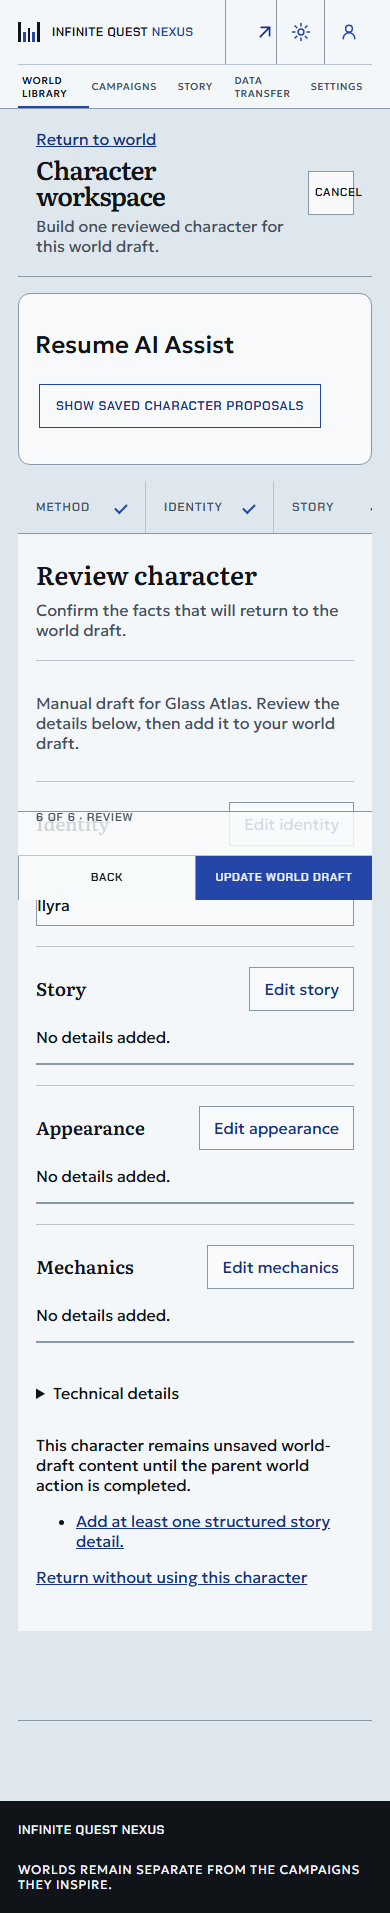 INFINITE QUEST NEXUS
WORLD LIBRARY
CAMPAIGNS
STORY
DATA TRANSFER
SETTINGS
Return to world
Character
workspace
Build one reviewed character for
this world draft.
CANCEL
Resume AI Assist
SHOW SAVED CHARACTER PROPOSALS
METHOD
IDENTITY
STORY
Review character
Confirm the facts that will return to the
world draft.
Manual draft for Glass Atlas. Review the
details below, then add it to your world
draft.
6 OF 6 · REVIEW
Identity
Edit identity
BACK
UPDATE WORLD DRAFT
Ilyra
Story
Edit story
No details added.
Appearance
Edit appearance
No details added.
Mechanics
Edit mechanics
No details added.
Technical details
This character remains unsaved world-
draft content until the parent world
action is completed.
• Add at least one structured story
detail.
Return without using this character
INFINITE QUEST NEXUS
WORLDS REMAIN SEPARATE FROM THE CAMPAIGNS
THEY INSPIRE.